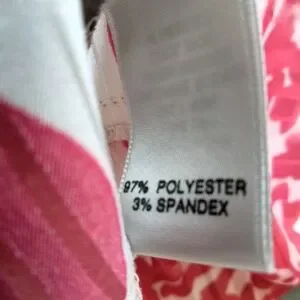 97% POLYESTER
3% SPANDEX